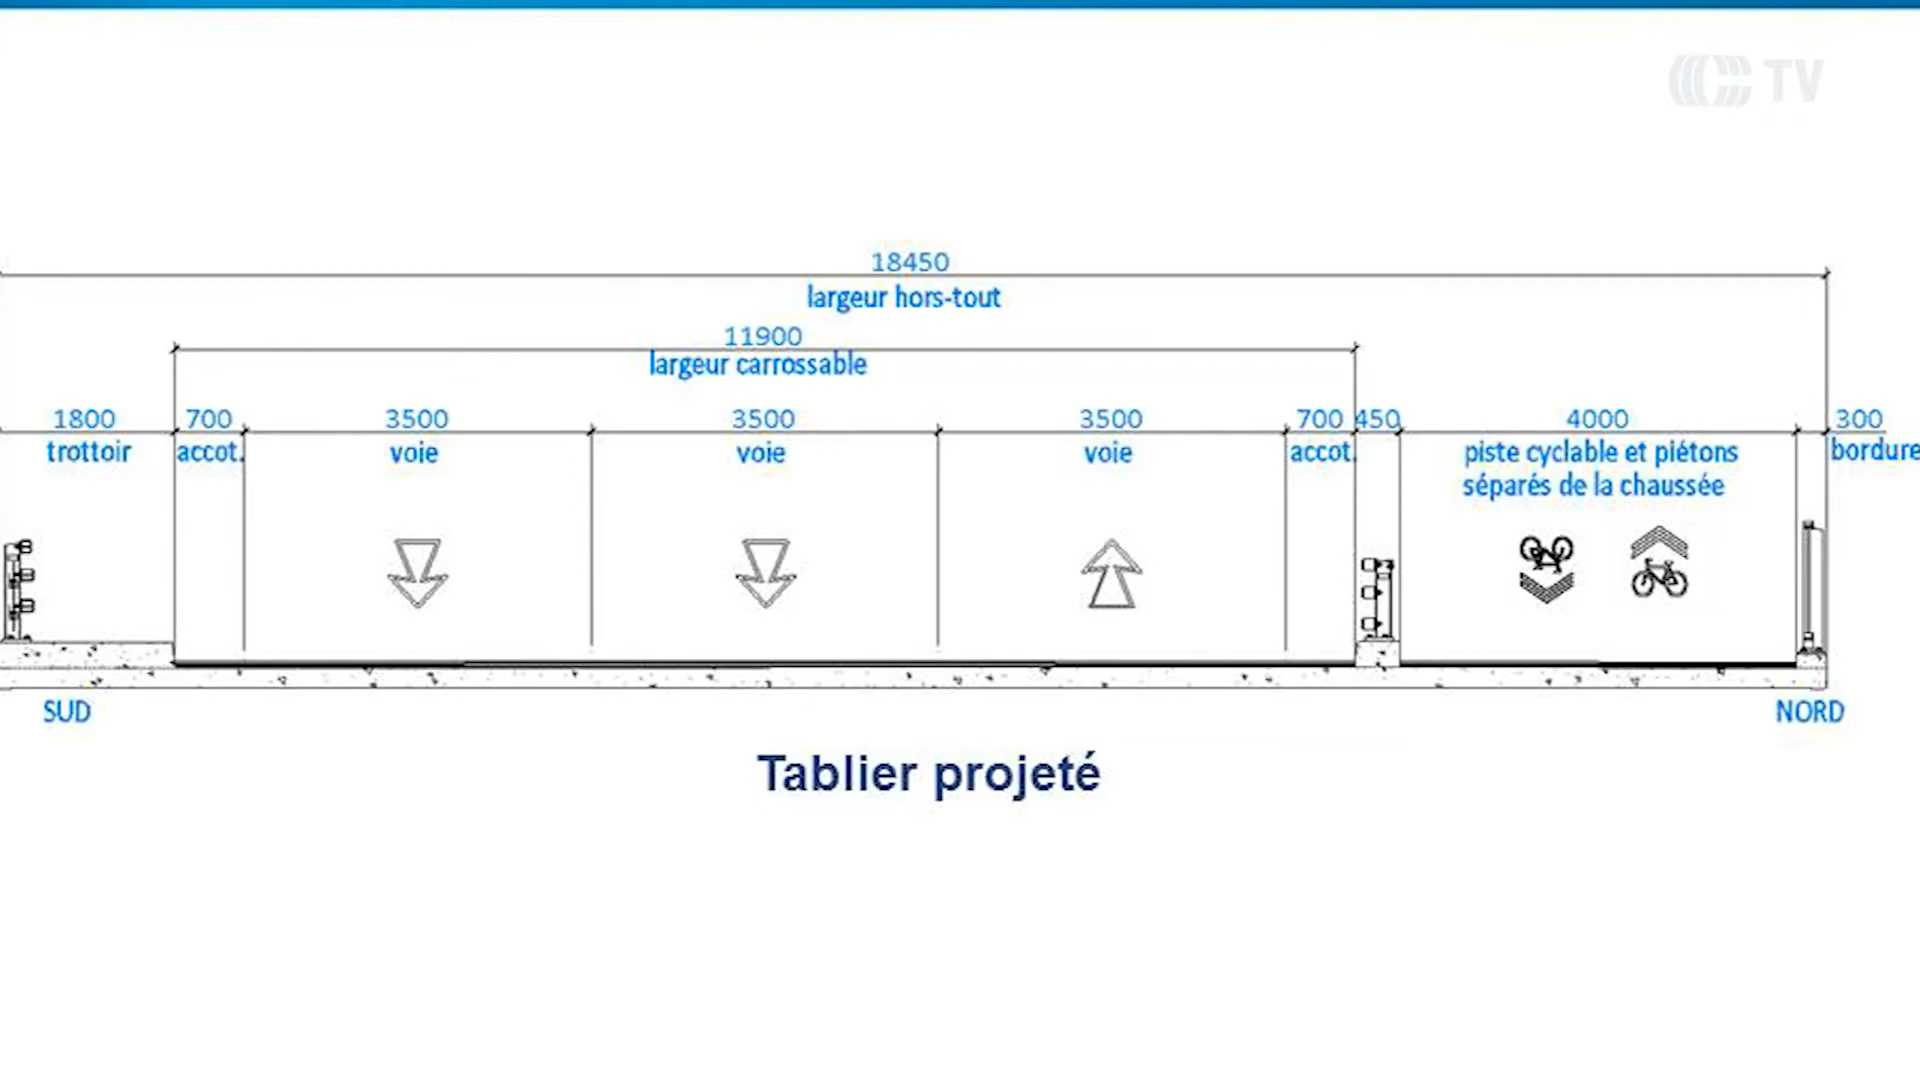 TV
18450
largeur hors-tout
11900
largeur carrossable
1800 700 3500 3500 3500 700 450 4000 300
trottoir accot. voie voie voie accot. piste cyclable et piétons bordure
séparés de la chaussée
SUD NORD
Tablier projeté